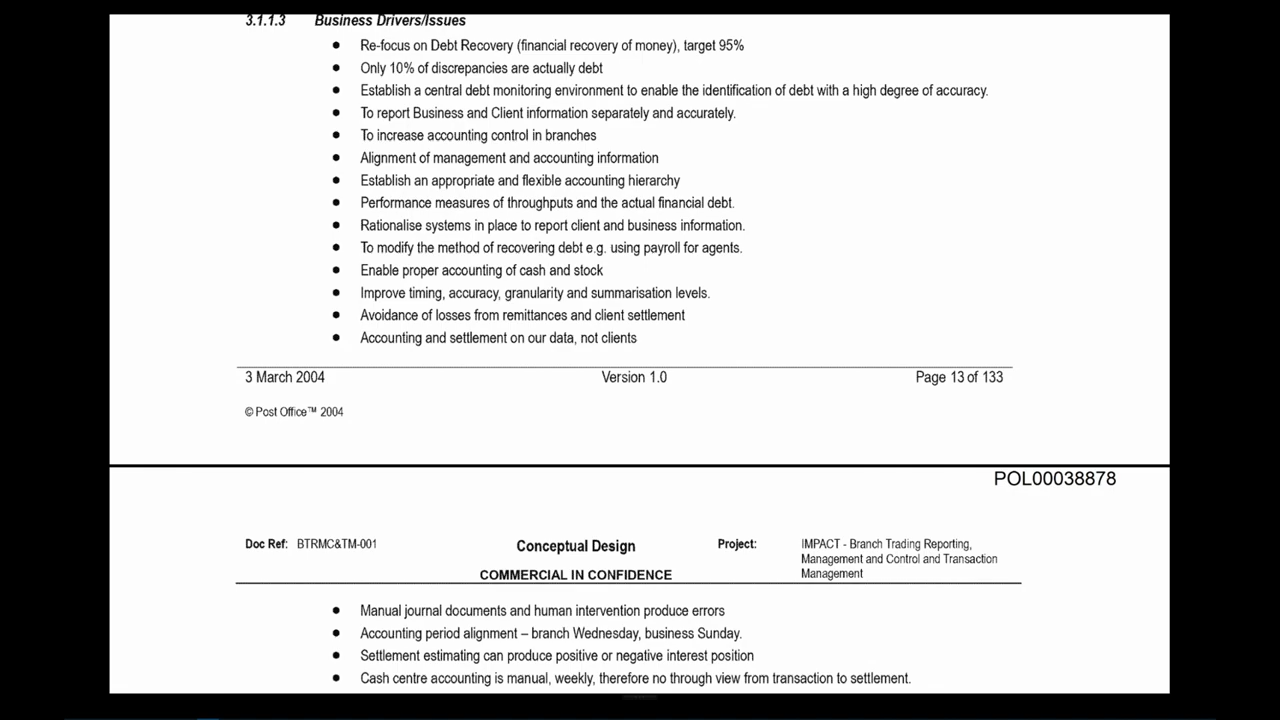 3.1.1.3 Business Drivers/Issues
• Re-focus on Debt Recovery (financial recovery of money), target 95%
• Only 10% of discrepancies are actually debt
• Establish a central debt monitoring environment to enable the identification of debt with a high degree of accuracy.
• To report Business and Client information separately and accurately.
• To increase accounting control in branches
• Alignment of management and accounting information
• Establish an appropriate and flexible accounting hierarchy
• Performance measures of throughputs and the actual financial debt.
• Rationalise systems in place to report client and business information.
• To modify the method of recovering debt e.g. using payroll for agents.
• Enable proper accounting of cash and stock
• Improve timing, accuracy, granularity and summarisation levels.
• Avoidance of losses from remittances and client settlement
• Accounting and settlement on our data, not clients
3 March 2004 Version 1.0 Page 13 of 133
© Post Office™ 2004
POL00038878
Doc Ref: BTRMC&TM-001 Conceptual Design Project: IMPACT - Branch Trading Reporting,
Management and Control and Transaction
COMMERCIAL IN CONFIDENCE Management
• Manual journal documents and human intervention produce errors
• Accounting period alignment – branch Wednesday, business Sunday.
• Settlement estimating can produce positive or negative interest position
• Cash centre accounting is manual, weekly, therefore no through view from transaction to settlement.